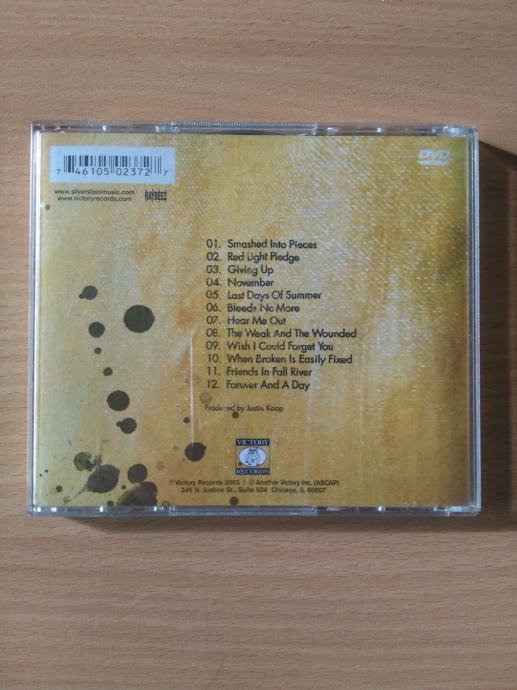 7 46105 02372 7
DVD
www.silversteinmusic.com
www.victoryrecords.com
01. Smashed Into Pieces
02. Red Light Pledge
03. Giving Up
04. November
05. Last Days Of Summer
06. Bleeds No More
07. Hear Me Out
08. The Weak And The Wounded
09. Wish I Could Forget You
10. When Broken Is Easily Fixed
11. Friends In Fall River
12. Forever And A Day
Produced by Justin Koop
VICTORY
RECORDS
℗ Victory Records 2003 | © Another Victory Inc. (ASCAP)
346 N. Justine St., Suite 504 Chicago, IL 60607